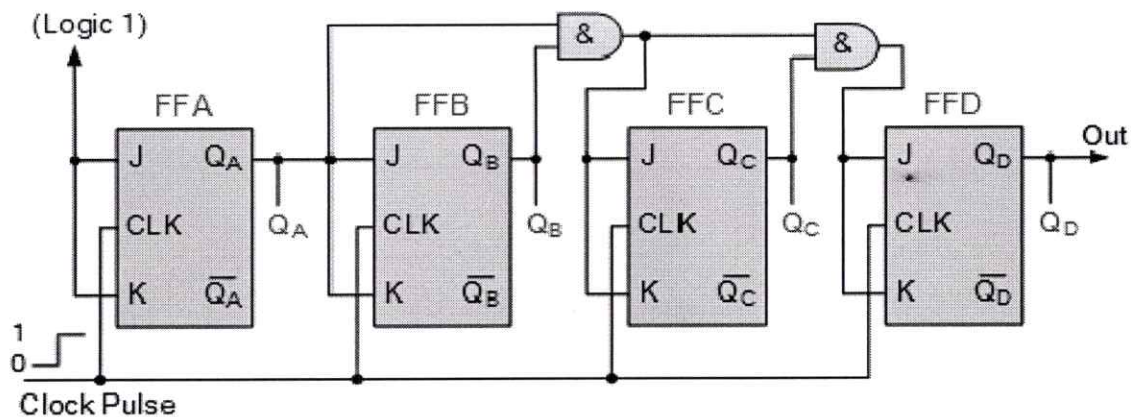 (Logic 1)
&
&
FFA
FFB
FFC
FFD
Out
J
Q_A
J
Q_B
J
Q_C
J
Q_D
CLK
Q_A
CLK
Q_B
CLK
Q_C
CLK
Q_D
K
Q̅_A̅
K
Q̅_B̅
K
Q̅_C̅
K
Q̅_D̅
1
0
Clock Pulse